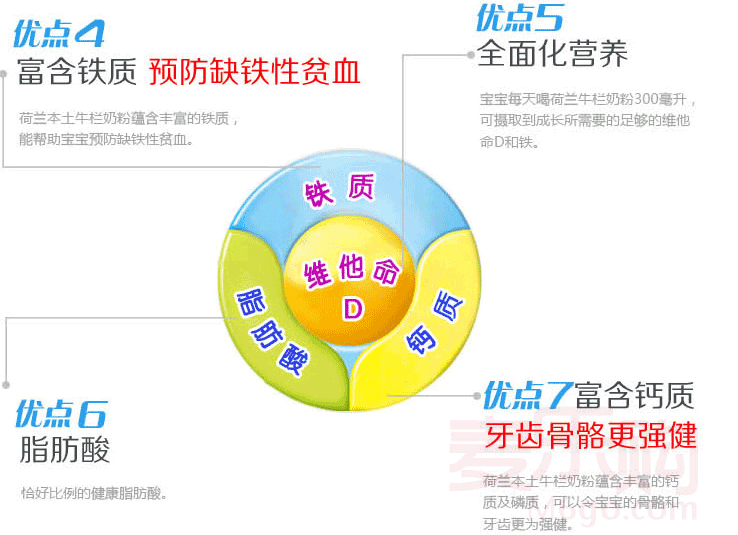 优点4
富含铁质 预防缺铁性贫血
荷兰本土牛栏奶粉蕴含丰富的铁质，
能帮助宝宝预防缺铁性贫血。
优点5
全面化营养
宝宝每天喝荷兰牛栏奶粉300毫升，
可摄取到成长所需要的足够的维他
命D和铁。
铁质
维他命
D
脂肪酸
钙质
优点6
脂肪酸
恰好比例的健康脂肪酸。
优点7富含钙质
牙齿骨骼更强健
荷兰本土牛栏奶粉蕴含丰富的钙
质及磷质，可以令宝宝的骨骼和
牙齿更为强健。
麦乐购
Mogo.com